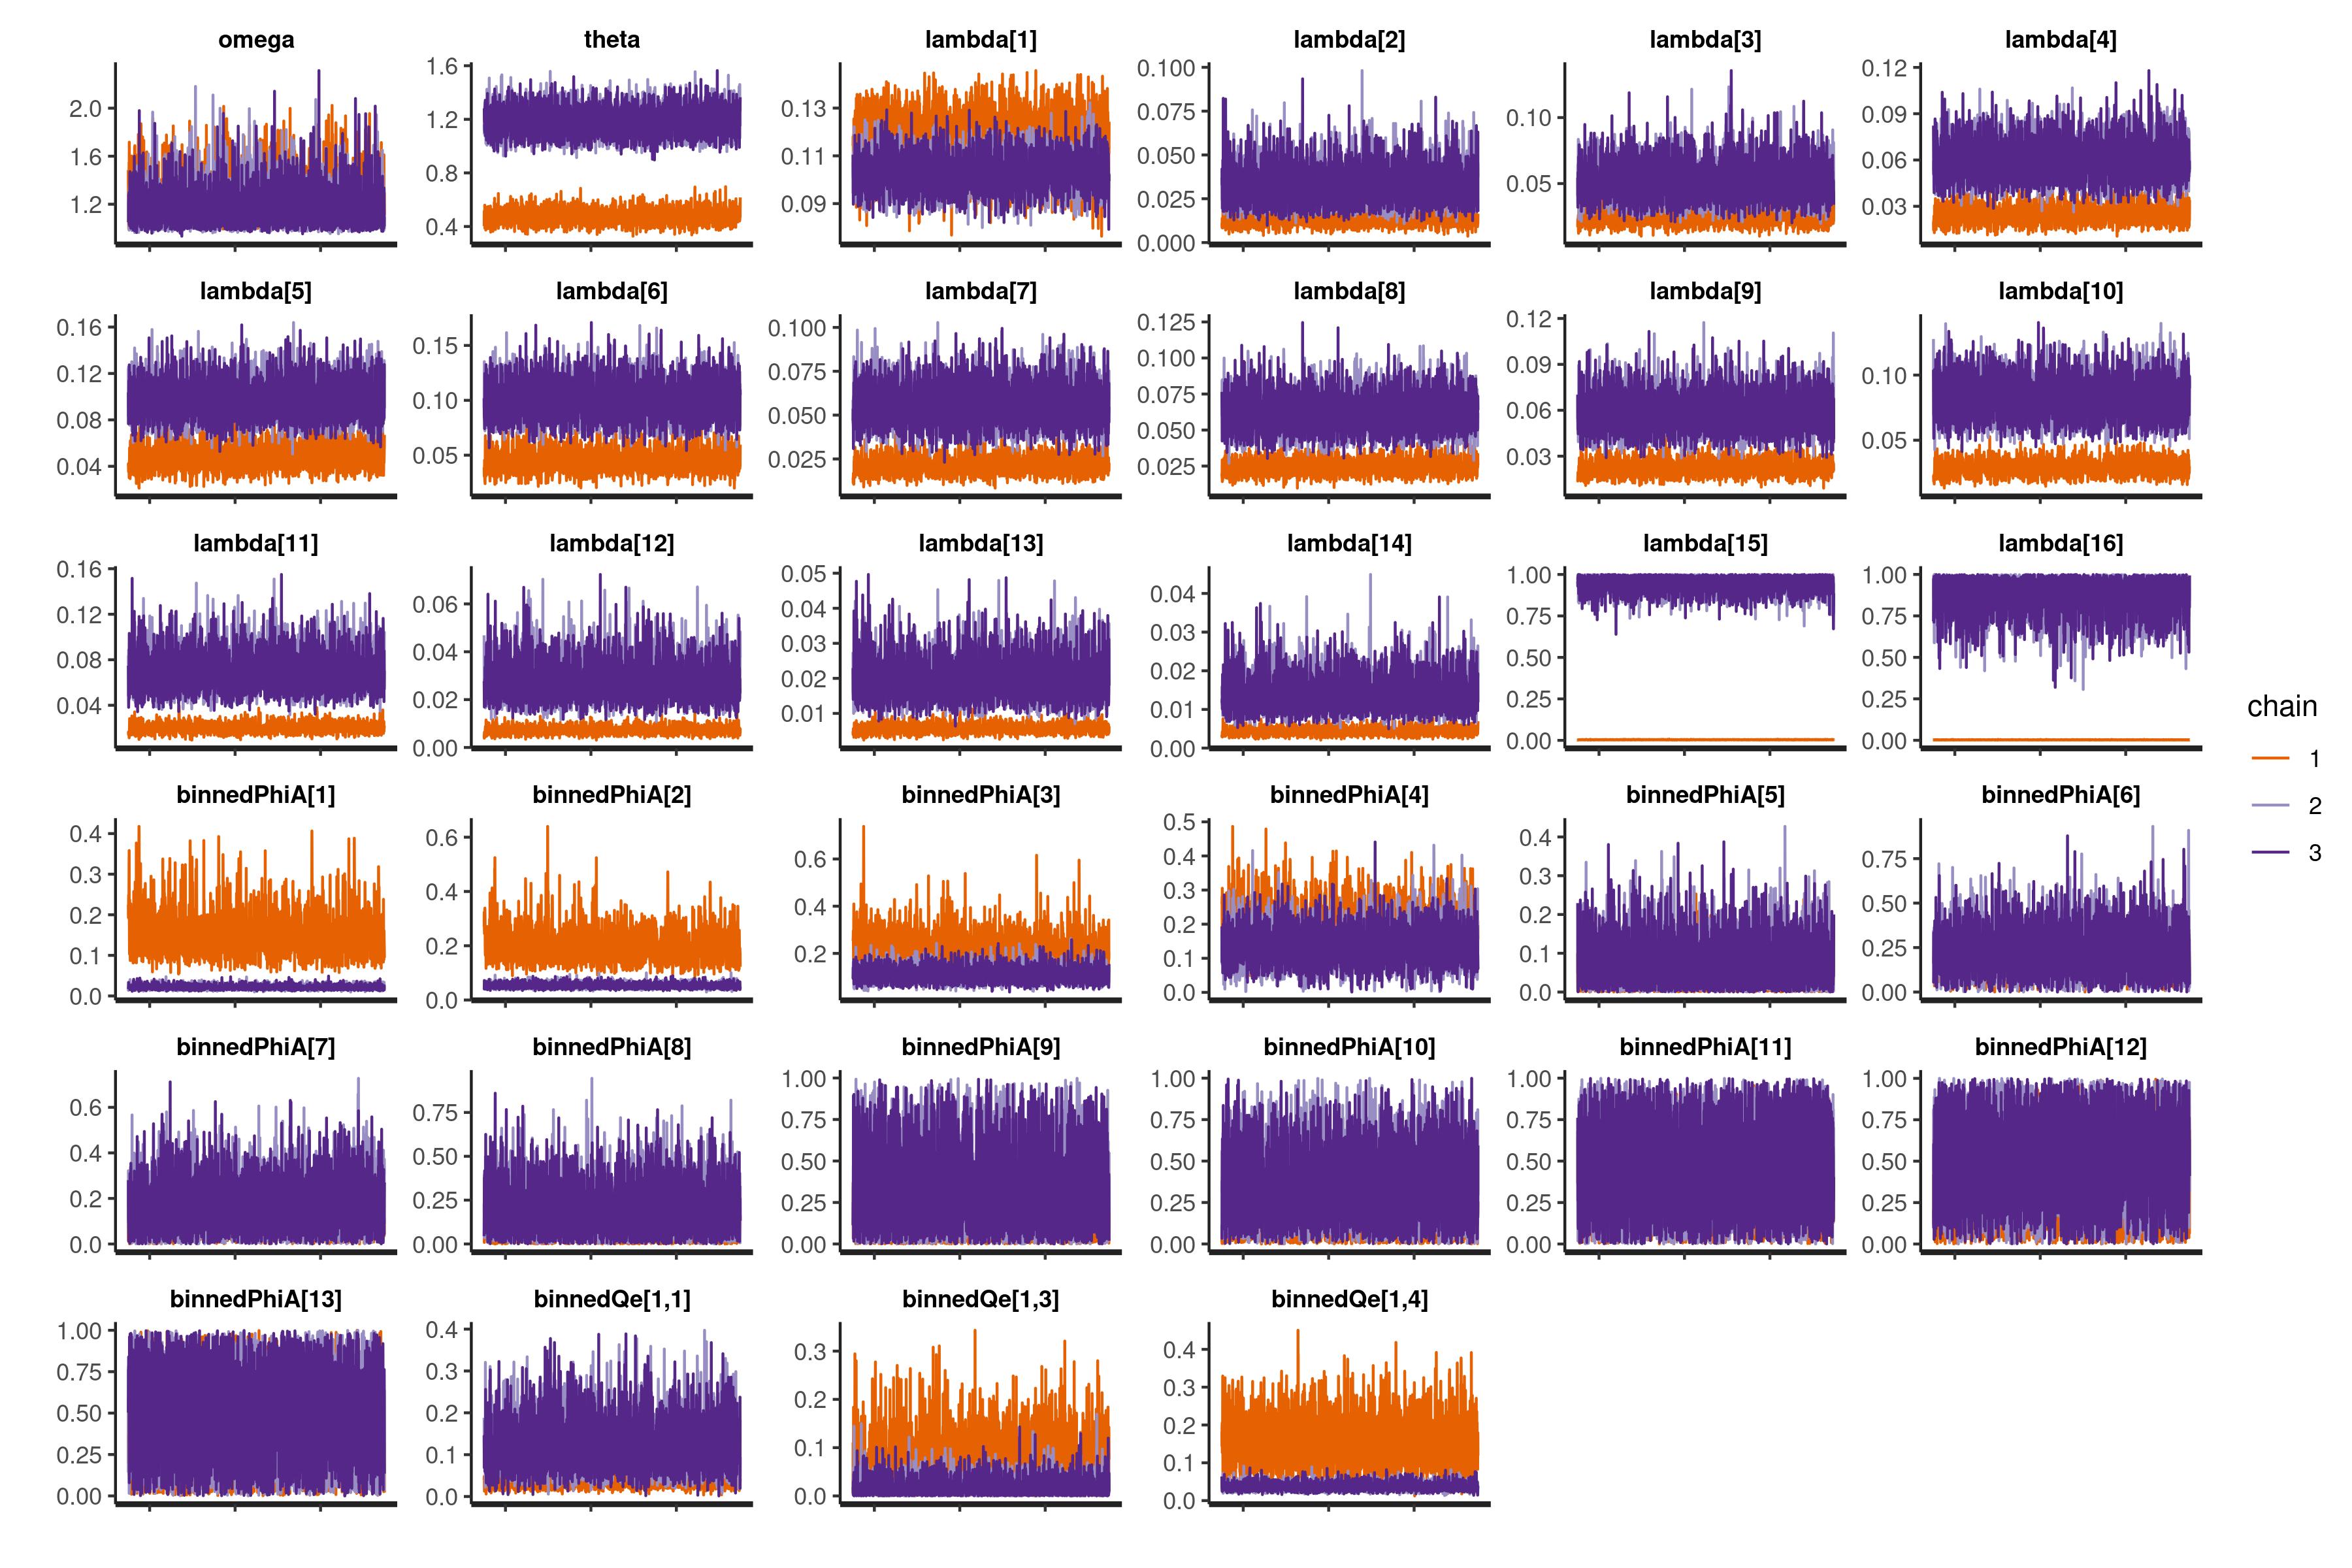 omega theta lambda[1] lambda[2] lambda[3] lambda[4]
2.0 1.6 1.2
1.6 1.2 0.8 0.4
0.13 0.11 0.09
0.100 0.075 0.050 0.025 0.000
0.10 0.05
0.12 0.09 0.06 0.03
lambda[5] lambda[6] lambda[7] lambda[8] lambda[9] lambda[10]
0.16 0.12 0.08 0.04
0.15 0.10 0.05
0.100 0.075 0.050 0.025
0.125 0.100 0.075 0.050 0.025
0.12 0.09 0.06 0.03
0.10 0.05
lambda[11] lambda[12] lambda[13] lambda[14] lambda[15] lambda[16]
0.16 0.12 0.08 0.04
0.06 0.04 0.02 0.00
0.05 0.04 0.03 0.02 0.01
0.04 0.03 0.02 0.01 0.00
1.00 0.75 0.50 0.25 0.00
1.00 0.75 0.50 0.25 0.00
binnedPhiA[1] binnedPhiA[2] binnedPhiA[3] binnedPhiA[4] binnedPhiA[5] binnedPhiA[6]
0.4 0.3 0.2 0.1 0.0
0.6 0.4 0.2 0.0
0.6 0.4 0.2
0.5 0.4 0.3 0.2 0.1 0.0
0.4 0.3 0.2 0.1 0.0
0.75 0.50 0.25 0.00
binnedPhiA[7] binnedPhiA[8] binnedPhiA[9] binnedPhiA[10] binnedPhiA[11] binnedPhiA[12]
0.6 0.4 0.2 0.0
0.75 0.50 0.25 0.00
1.00 0.75 0.50 0.25 0.00
1.00 0.75 0.50 0.25 0.00
1.00 0.75 0.50 0.25 0.00
1.00 0.75 0.50 0.25 0.00
binnedPhiA[13] binnedQe[1,1] binnedQe[1,3] binnedQe[1,4]
1.00 0.75 0.50 0.25 0.00
0.4 0.3 0.2 0.1 0.0
0.3 0.2 0.1 0.0
0.4 0.3 0.2 0.1 0.0
chain
1
2
3